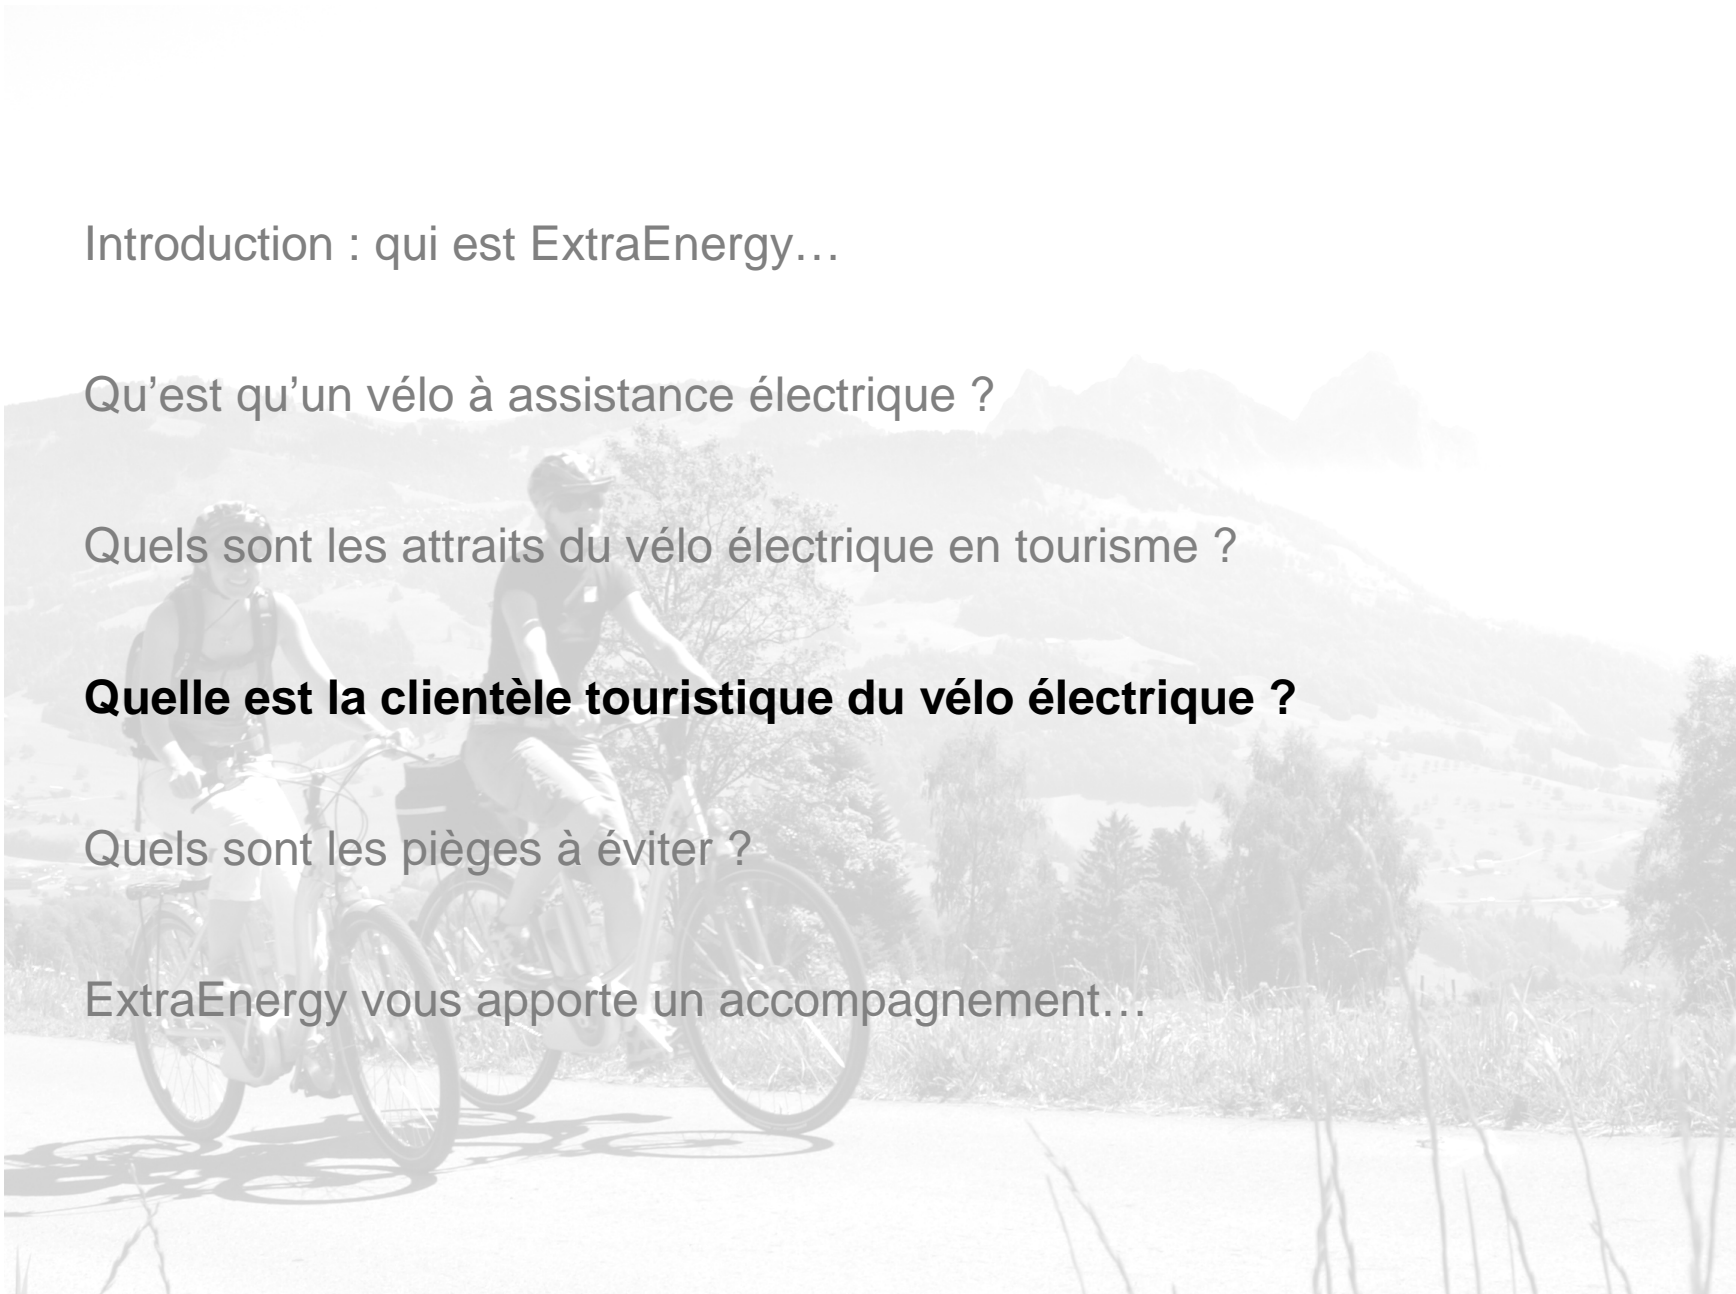 Introduction : qui est ExtraEnergy…
Qu’est qu’un vélo à assistance électrique ?
Quels sont les attraits du vélo électrique en tourisme ?
Quelle est la clientèle touristique du vélo électrique ?
Quels sont les pièges à éviter ?
ExtraEnergy vous apporte un accompagnement…